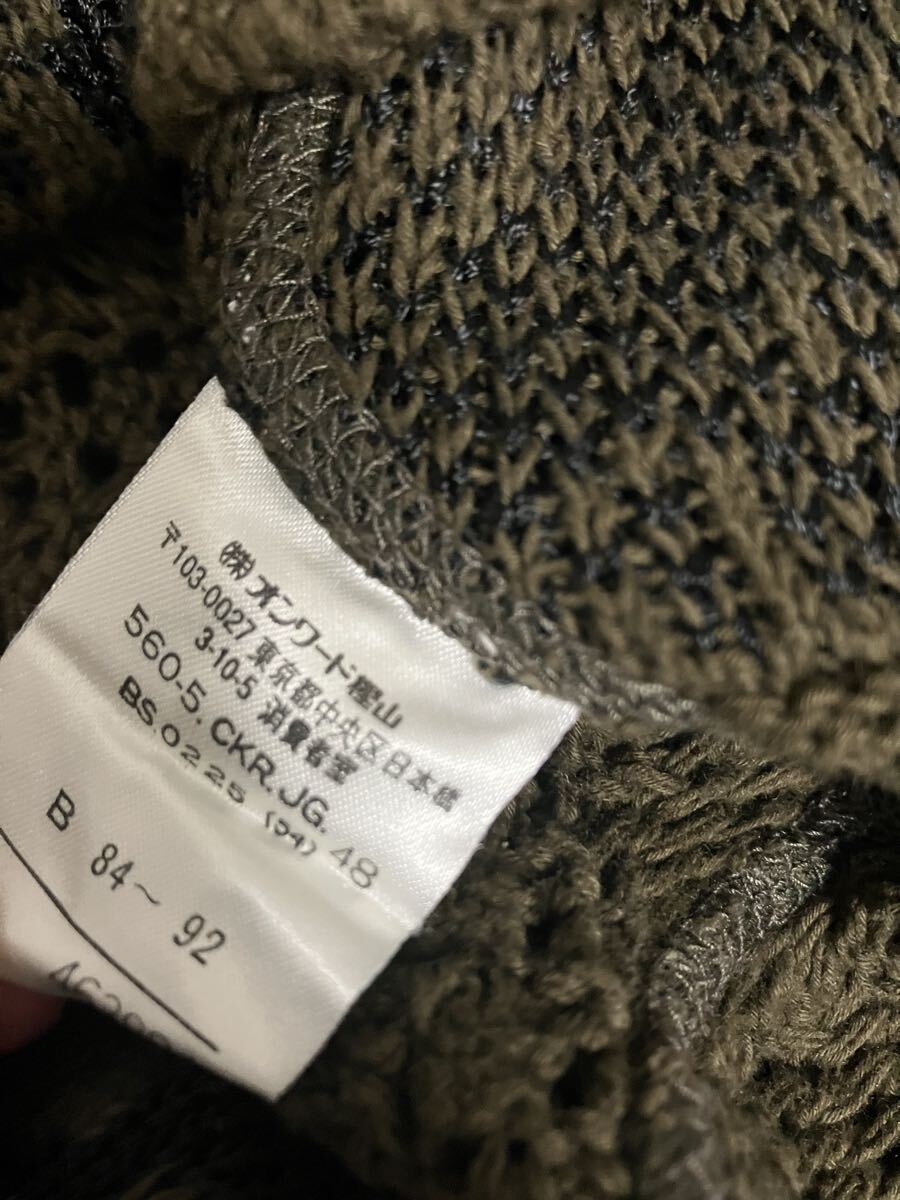 ㈱オンワード樫山
〒103-0027 東京都中央区日本橋
3-10-5 消費者室
560-5.CKR.JG. 48
BS.0225 (94)
B 84～92